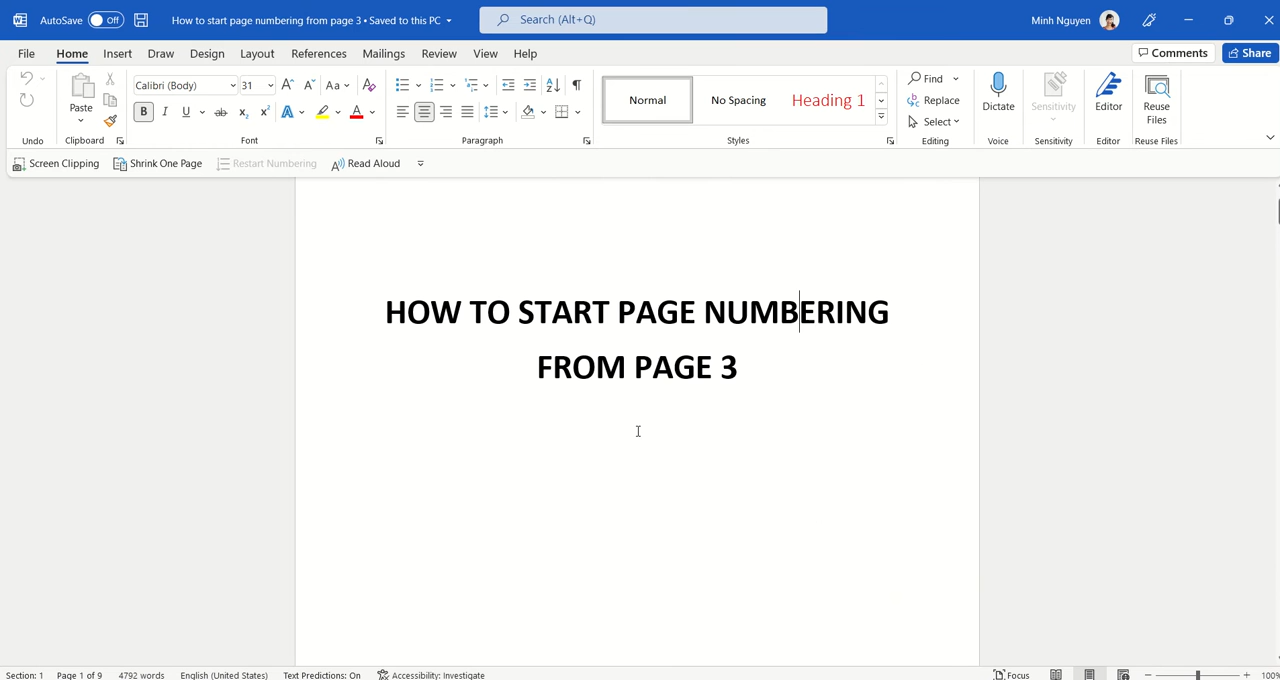 AutoSave Off How to start page numbering from page 3 • Saved to this PC Search (Alt+Q) Minh Nguyen
File Home Insert Draw Design Layout References Mailings Review View Help Comments Share
Calibri (Body) 31 Aa
Paste B I U ab x₂ x² A A
Normal No Spacing Heading 1
Find
Replace
Select
Dictate Sensitivity Editor Reuse Files
Undo Clipboard Font Paragraph Styles Editing Voice Sensitivity Editor Reuse Files
Screen Clipping Shrink One Page Restart Numbering Read Aloud
HOW TO START PAGE NUMBERING
FROM PAGE 3
Section: 1 Page 1 of 9 4792 words English (United States) Text Predictions: On Accessibility: Investigate Focus 100%